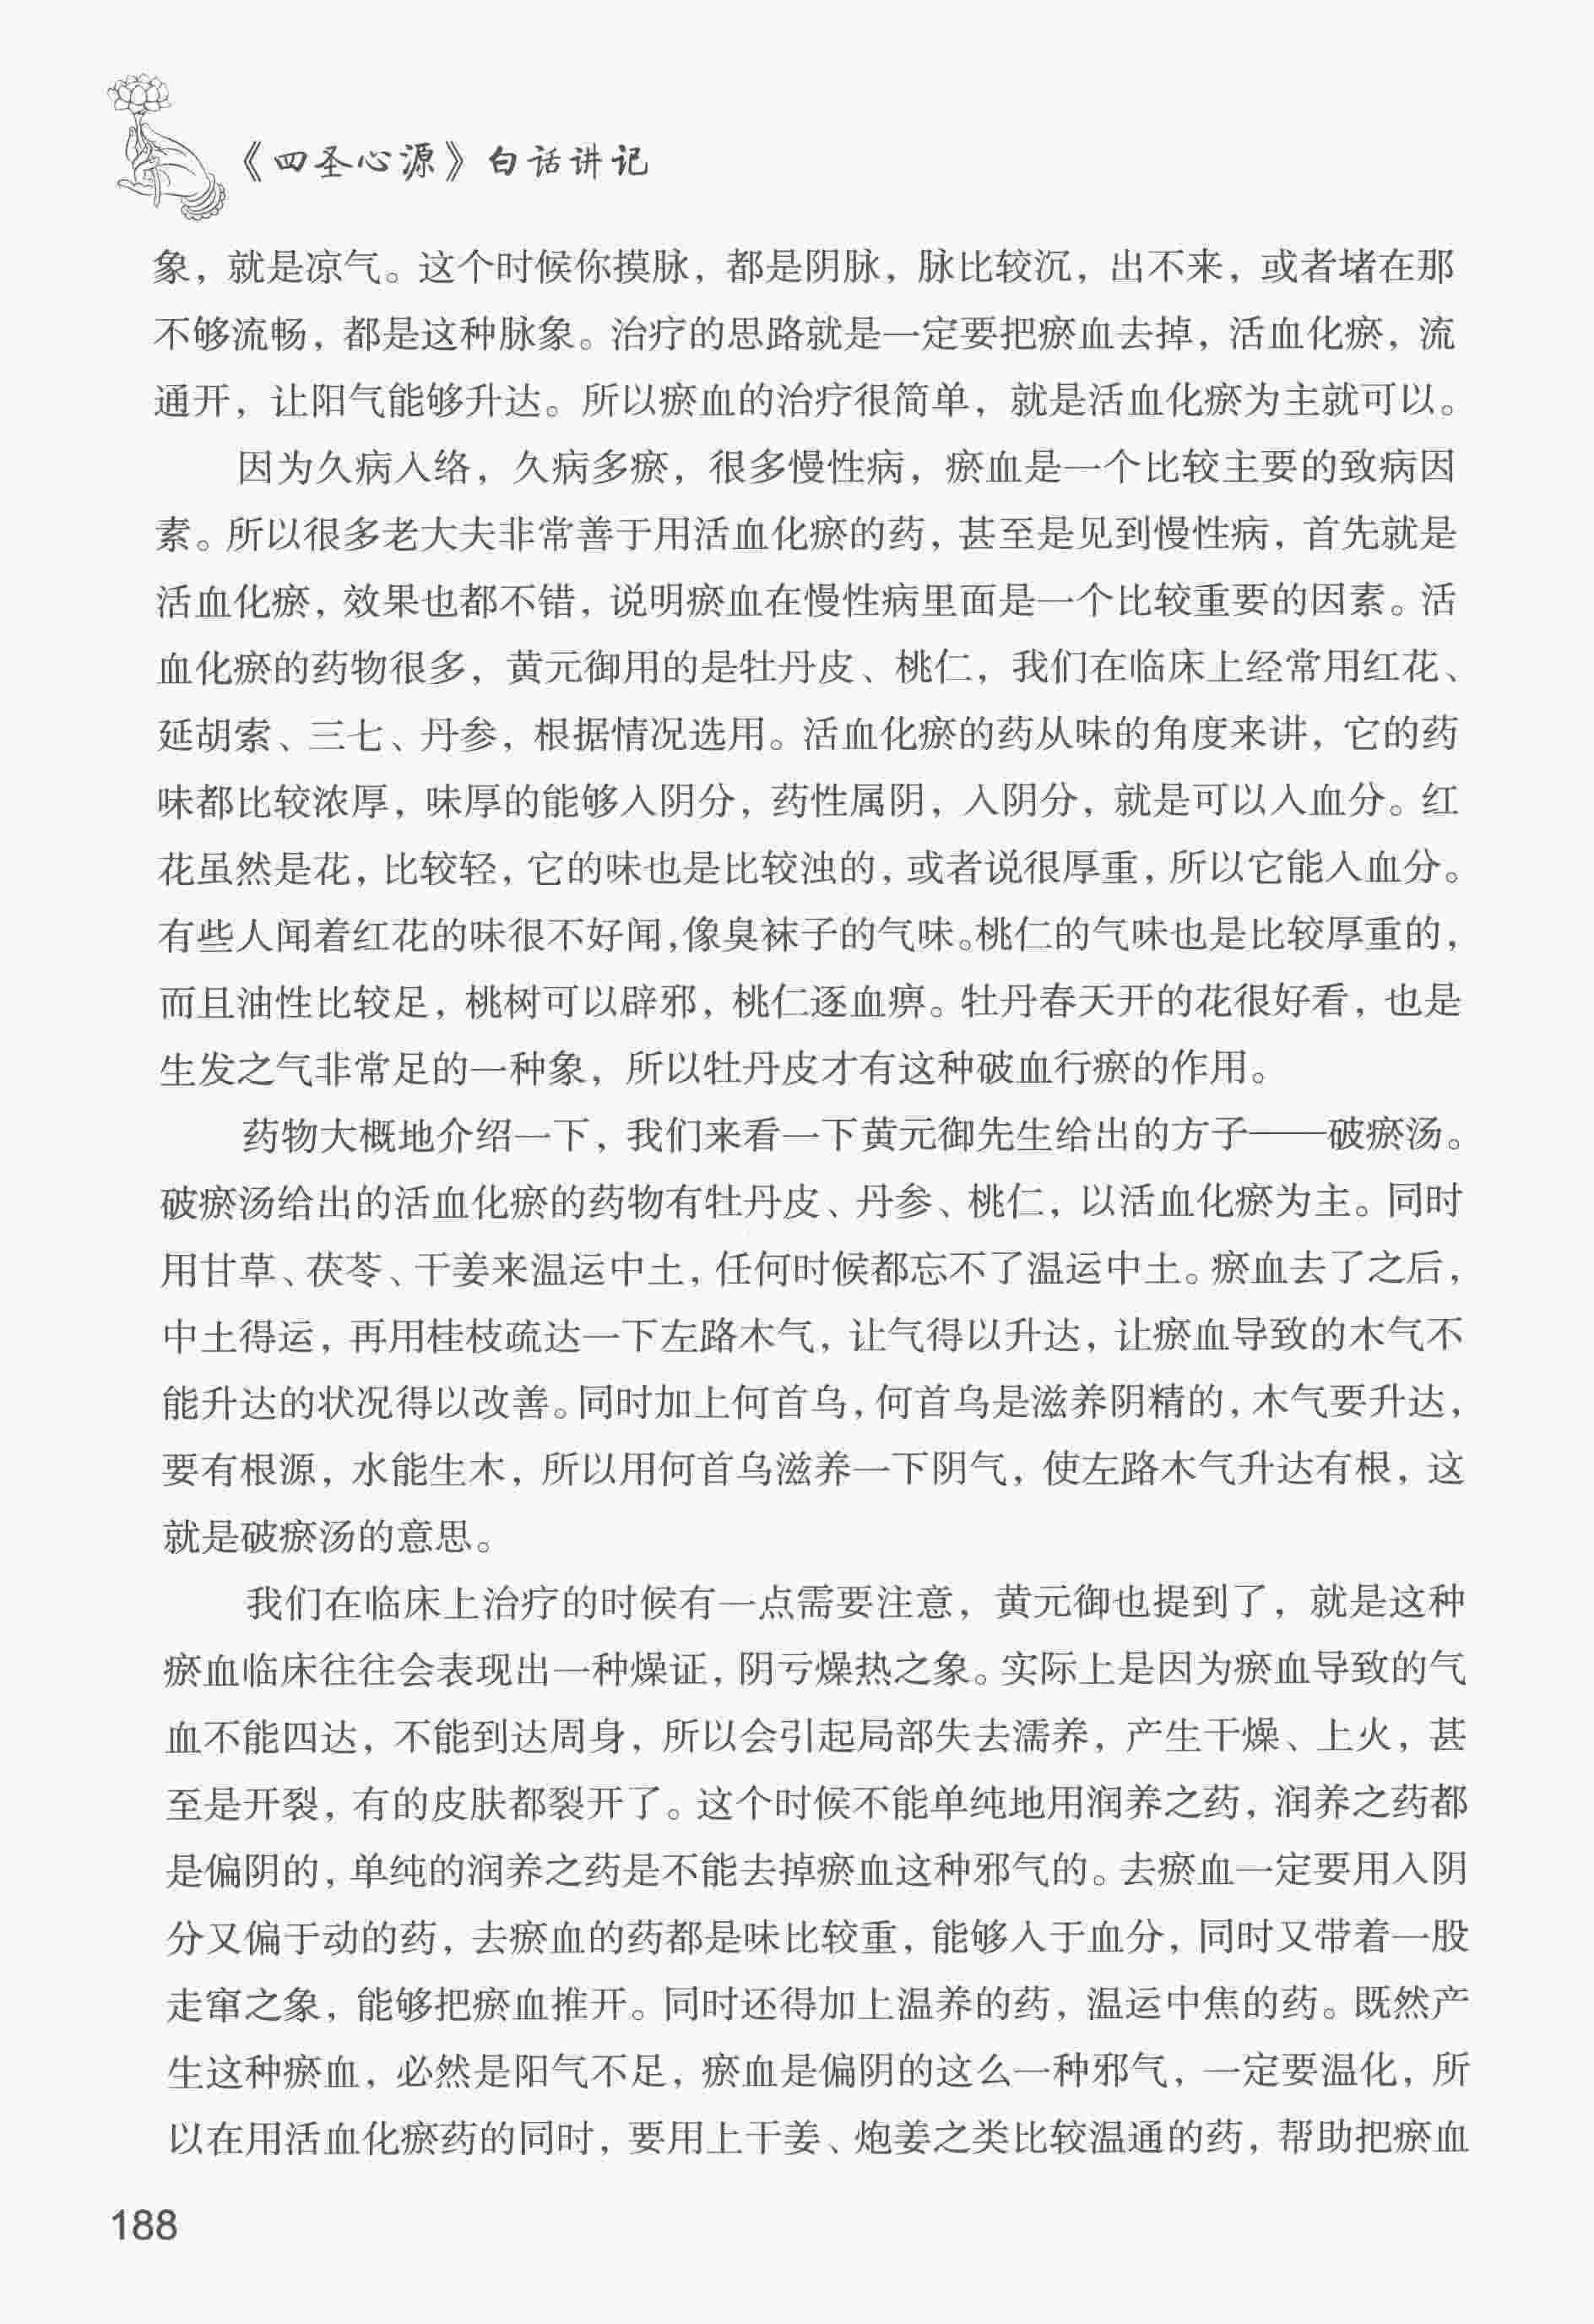 《四圣心源》白话讲记
象，就是凉气。这个时候你摸脉，都是阴脉，脉比较沉，出不来，或者堵在那
不够流畅，都是这种脉象。治疗的思路就是一定要把瘀血去掉，活血化瘀，流
通开，让阳气能够升达。所以瘀血的治疗很简单，就是活血化瘀为主就可以。
因为久病入络，久病多瘀，很多慢性病，瘀血是一个比较主要的致病因
素。所以很多老大夫非常善于用活血化瘀的药，甚至是见到慢性病，首先就是
活血化瘀，效果也都不错，说明瘀血在慢性病里面是一个比较重要的因素。活
血化瘀的药物很多，黄元御用的是牡丹皮、桃仁，我们在临床上经常用红花、
延胡索、三七、丹参，根据情况选用。活血化瘀的药从味的角度来讲，它的药
味都比较浓厚，味厚的能够入阴分，药性属阴，入阴分，就是可以入血分。红
花虽然是花，比较轻，它的味也是比较浊的，或者说很厚重，所以它能入血分。
有些人闻着红花的味很不好闻，像臭袜子的气味。桃仁的气味也是比较厚重的，
而且油性比较足，桃树可以辟邪，桃仁逐血痹。牡丹春天开的花很好看，也是
生发之气非常足的一种象，所以牡丹皮才有这种破血行瘀的作用。
药物大概地介绍一下，我们来看一下黄元御先生给出的方子——破瘀汤。
破瘀汤给出的活血化瘀的药物有牡丹皮、丹参、桃仁，以活血化瘀为主。同时
用甘草、茯苓、干姜来温运中土，任何时候都忘不了温运中土。瘀血去了之后，
中土得运，再用桂枝疏达一下左路木气，让气得以升达，让瘀血导致的木气不
能升达的状况得以改善。同时加上何首乌，何首乌是滋养阴精的，木气要升达，
要有根源，水能生木，所以用何首乌滋养一下阴气，使左路木气升达有根，这
就是破瘀汤的意思。
我们在临床上治疗的时候有一点需要注意，黄元御也提到了，就是这种
瘀血临床往往会表现出一种燥证，阴亏燥热之象。实际上是因为瘀血导致的气
血不能四达，不能到达周身，所以会引起局部失去濡养，产生干燥、上火，甚
至是开裂，有的皮肤都裂开了。这个时候不能单纯地用润养之药，润养之药都
是偏阴的，单纯的润养之药是不能去掉瘀血这种邪气的。去瘀血一定要用入阴
分又偏于动的药，去瘀血的药都是味比较重，能够入于血分，同时又带着一股
走窜之象，能够把瘀血推开。同时还得加上温养的药，温运中焦的药。既然产
生这种瘀血，必然是阳气不足，瘀血是偏阴的这么一种邪气，一定要温化，所
以在用活血化瘀药的同时，要用上干姜、炮姜之类比较温通的药，帮助把瘀血
188